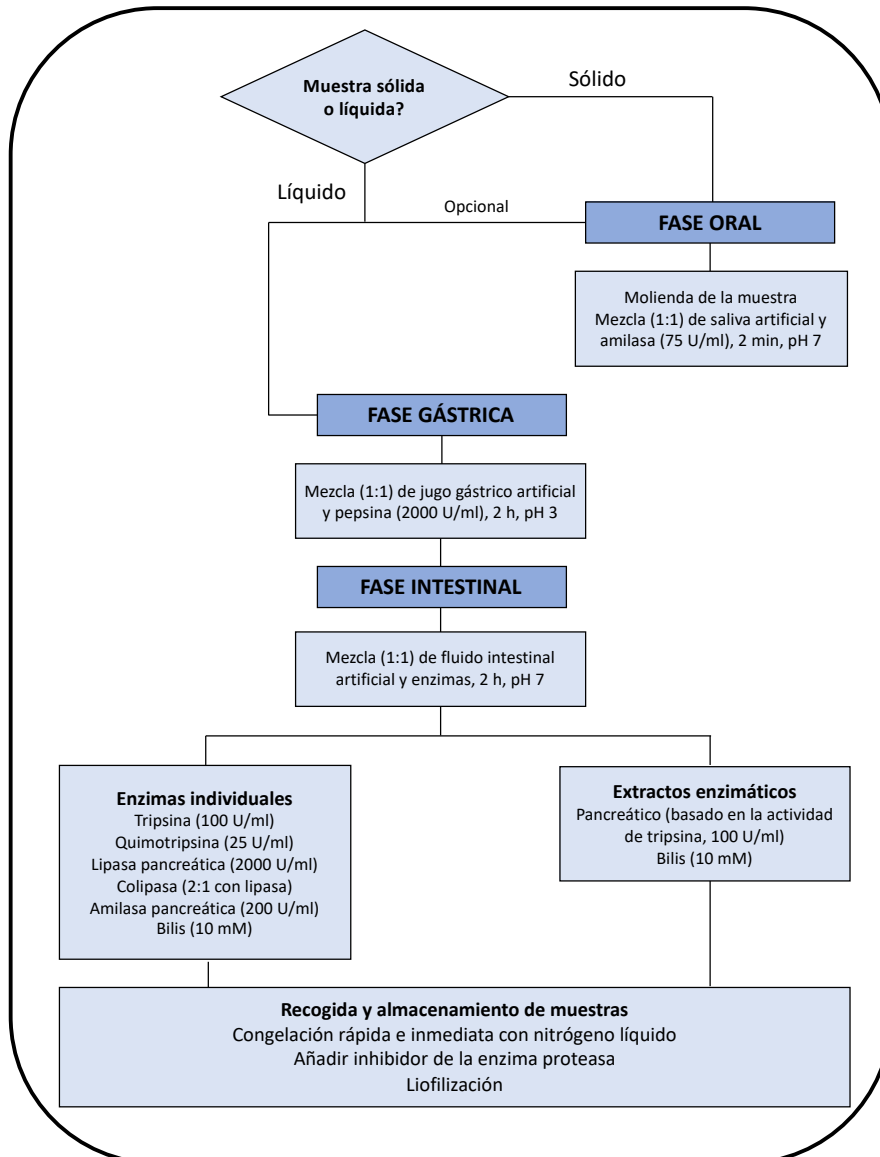 Muestra sólida
o líquida?
Sólido
Líquido
Opcional
FASE ORAL
Molienda de la muestra
Mezcla (1:1) de saliva artificial y
amilasa (75 U/ml), 2 min, pH 7
FASE GÁSTRICA
Mezcla (1:1) de jugo gástrico artificial
y pepsina (2000 U/ml), 2 h, pH 3
FASE INTESTINAL
Mezcla (1:1) de fluido intestinal
artificial y enzimas, 2 h, pH 7
Enzimas individuales
Tripsina (100 U/ml)
Quimotripsina (25 U/ml)
Lipasa pancreática (2000 U/ml)
Colipasa (2:1 con lipasa)
Amilasa pancreática (200 U/ml)
Bilis (10 mM)
Extractos enzimáticos
Pancreático (basado en la actividad
de tripsina, 100 U/ml)
Bilis (10 mM)
Recogida y almacenamiento de muestras
Congelación rápida e inmediata con nitrógeno líquido
Añadir inhibidor de la enzima proteasa
Liofilización